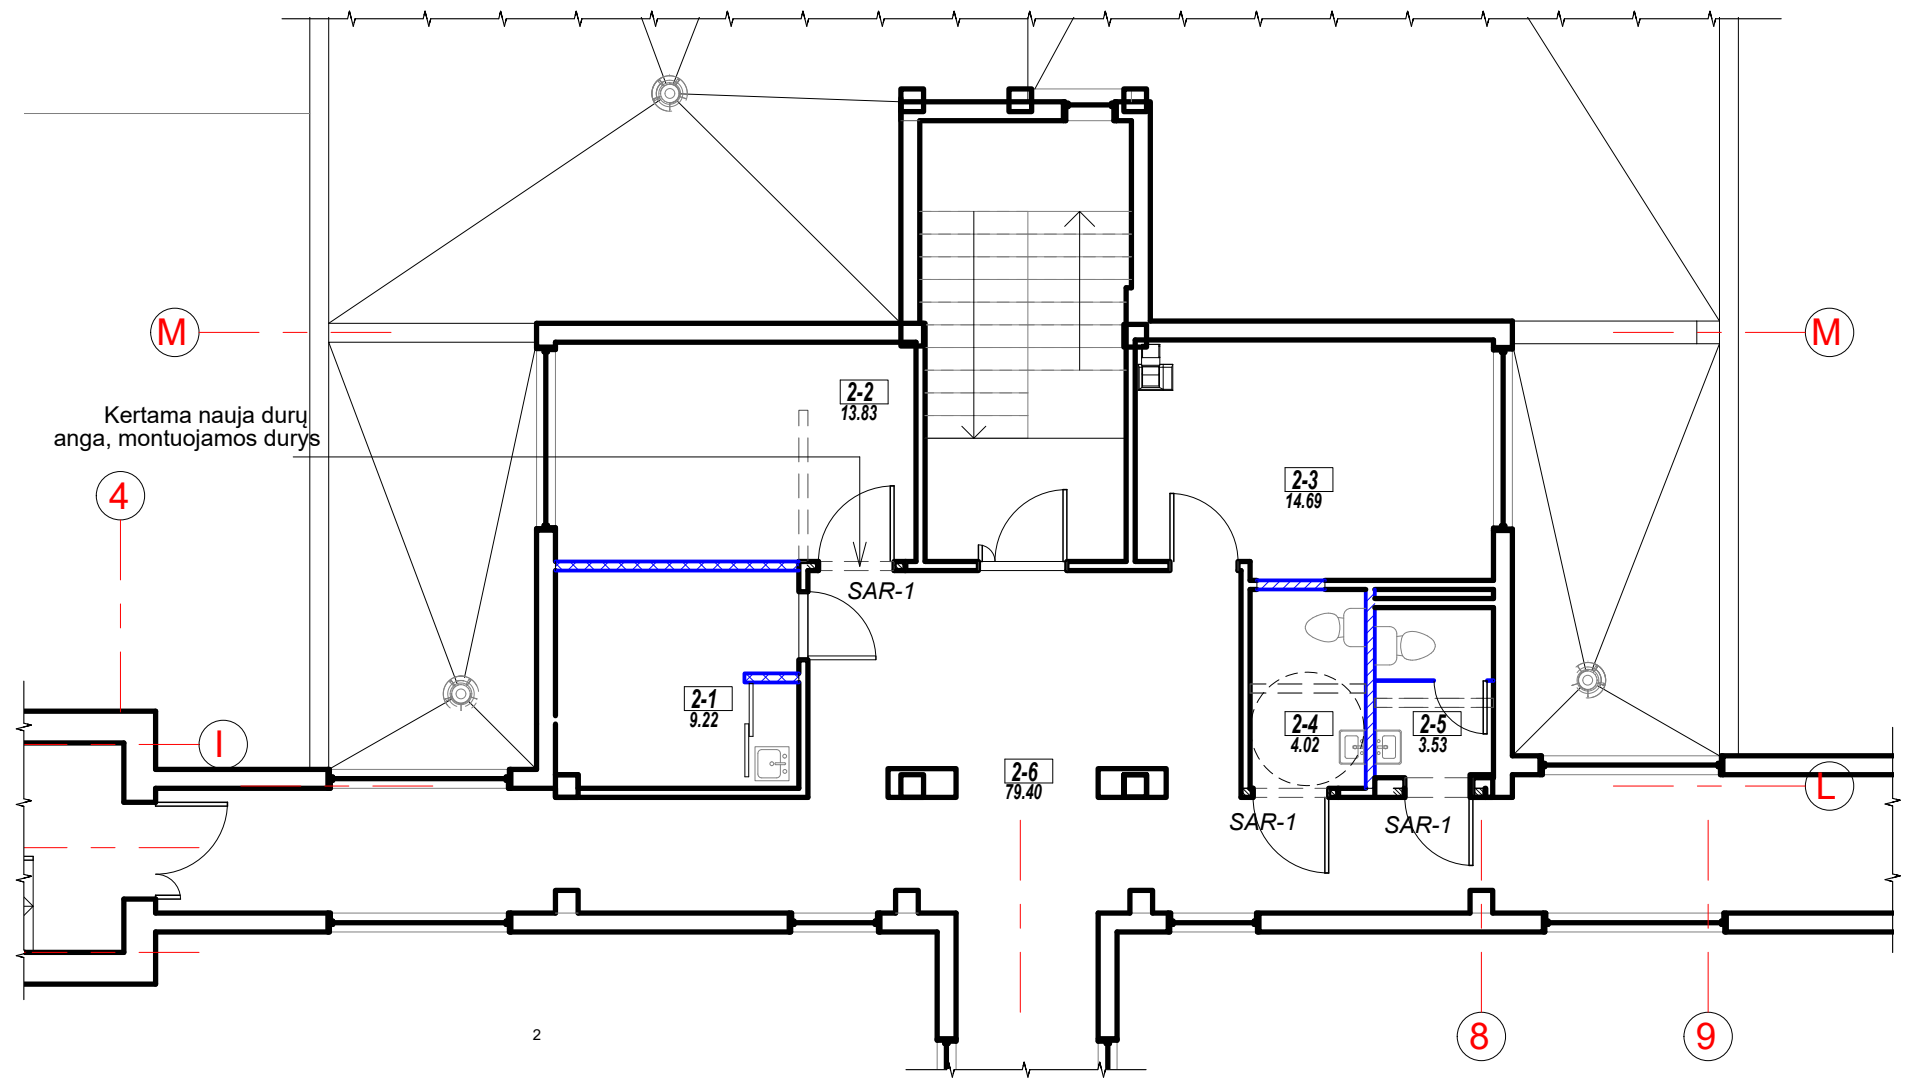 M
M
2-2
13.83
Kertama nauja durų
anga, montuojamos durys
2-3
14.69
4
SAR-1
2-1
9.22
2-4
4.02
2-5
3.53
I
2-6
79.40
L
SAR-1
SAR-1
2
8
9